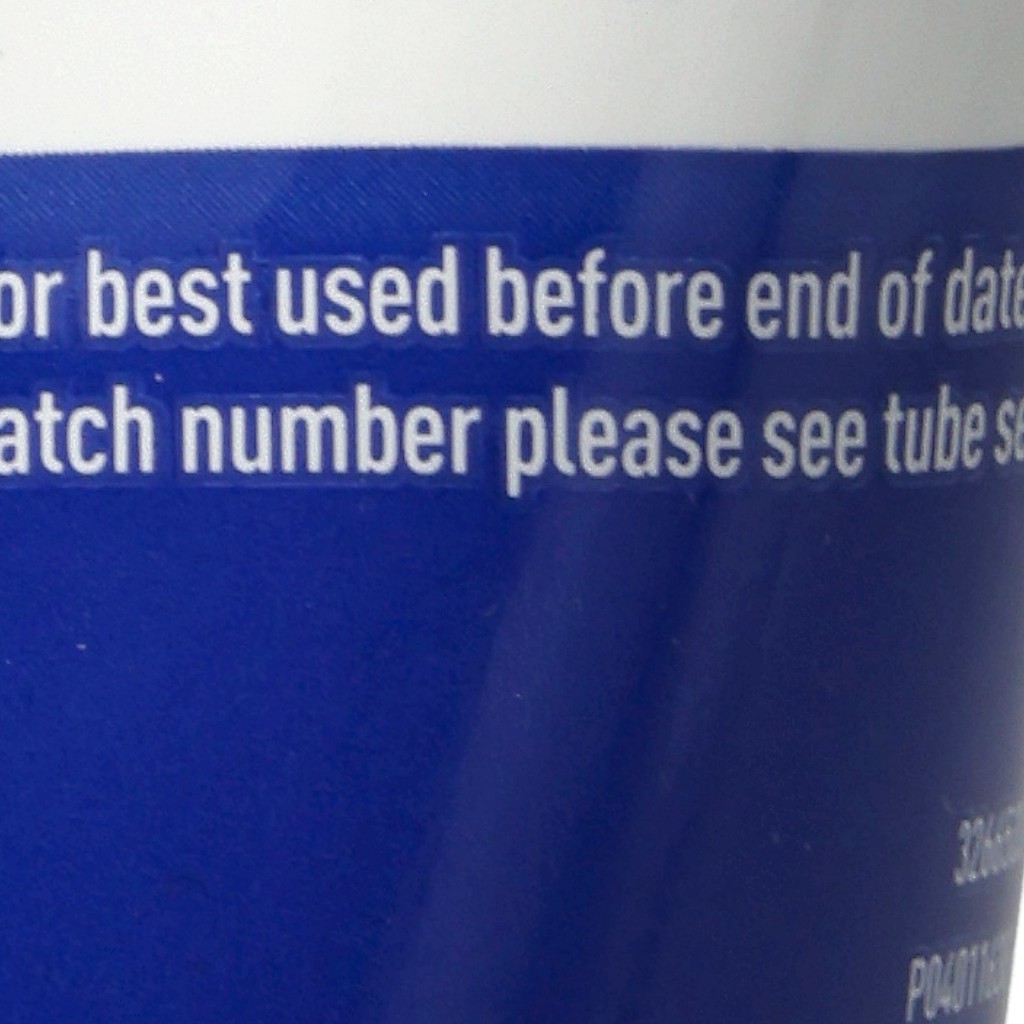 or best used before end of date
atch number please see tube se